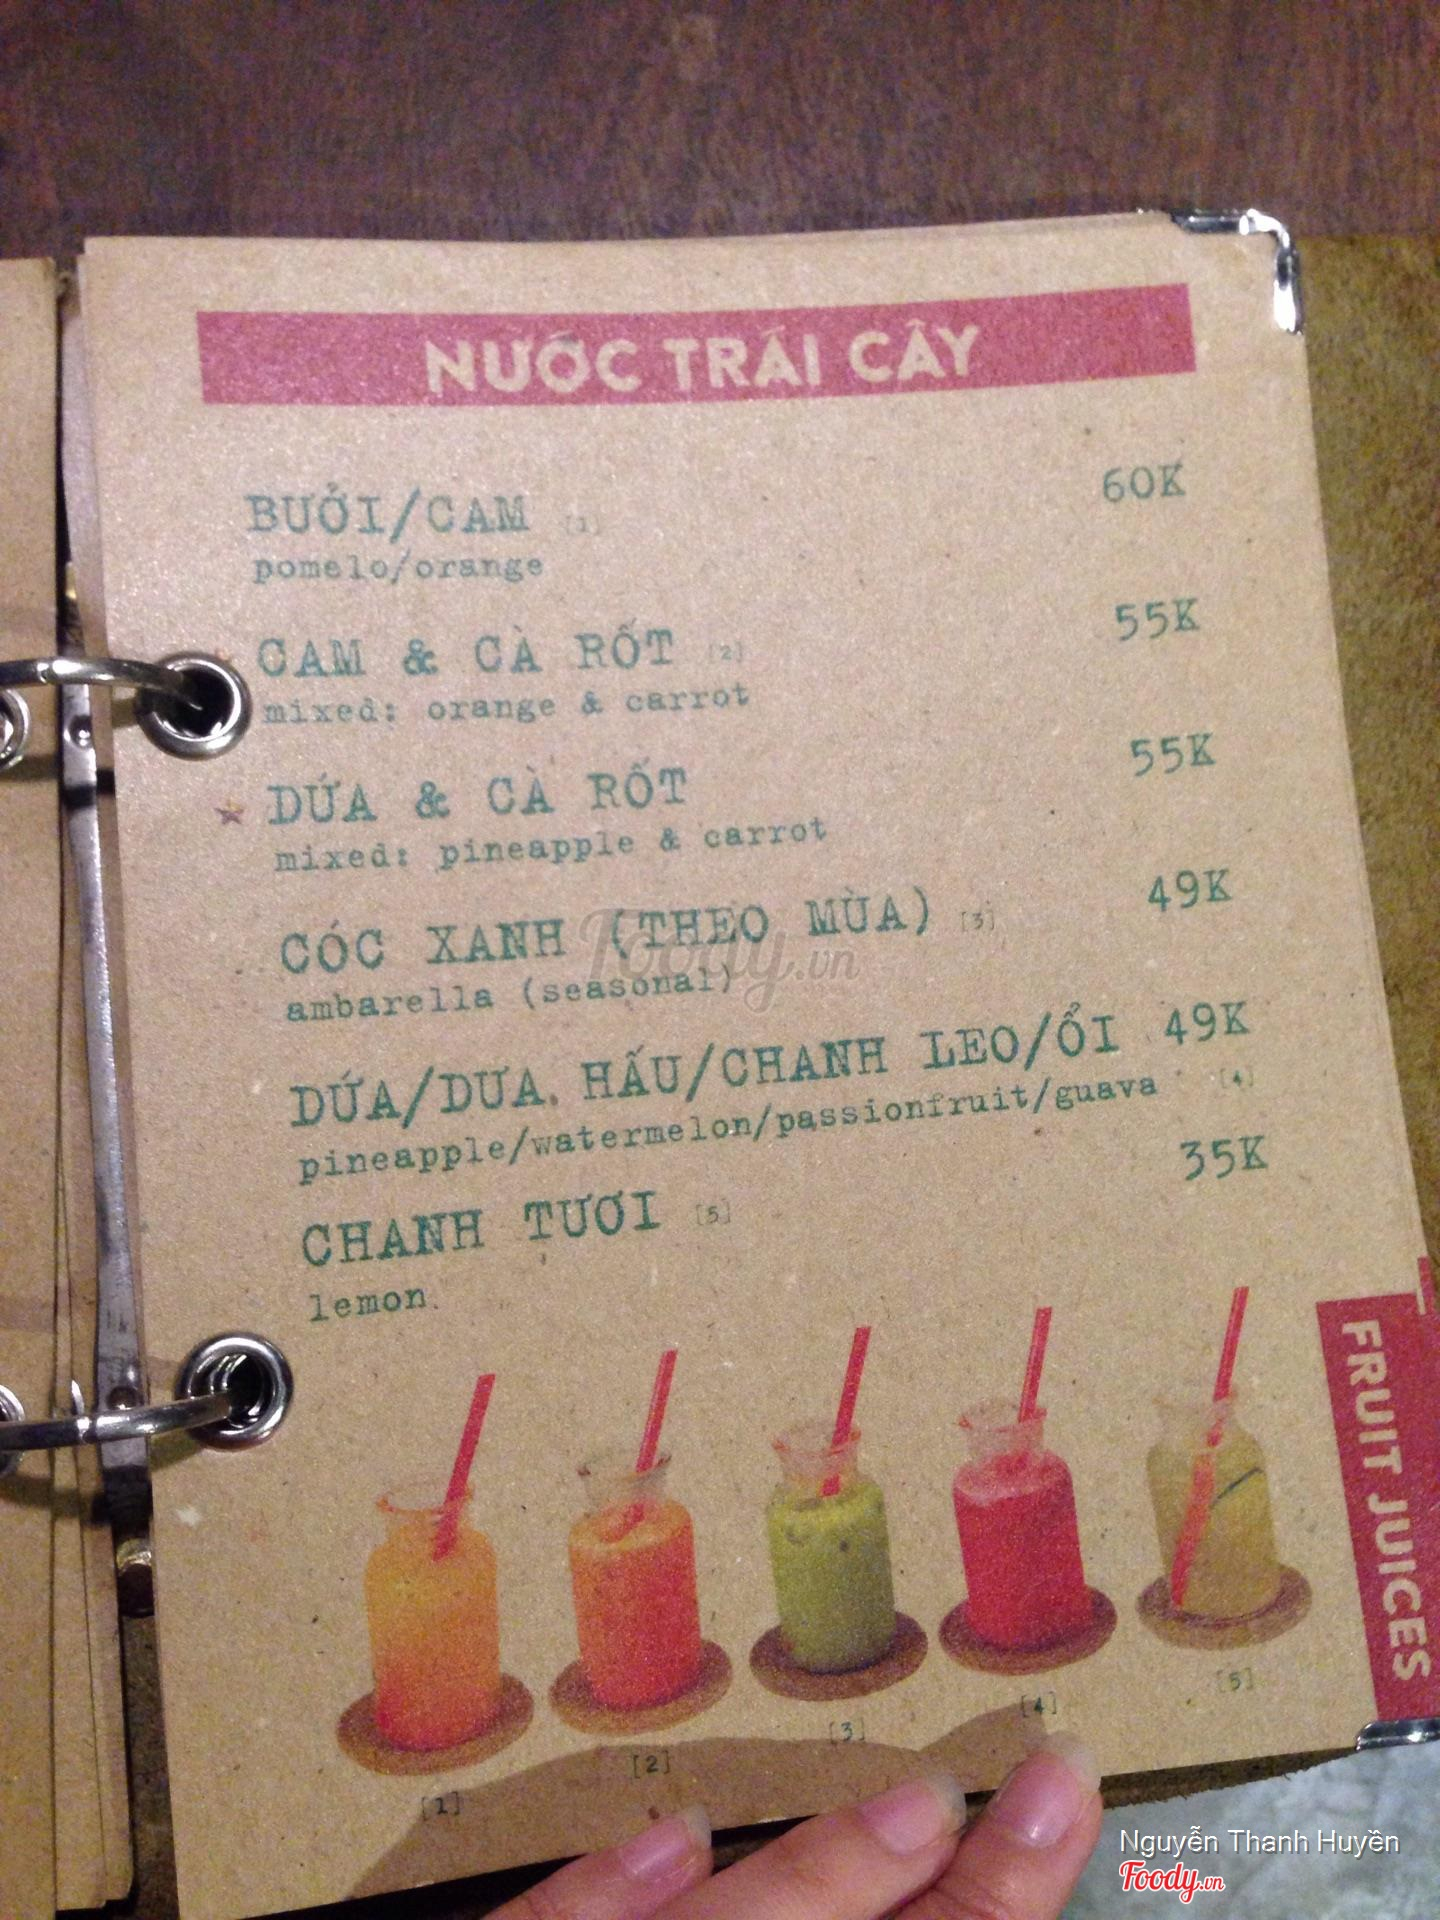 NƯỚC TRÁI CÂY
BƯỞI/CAM [1] 60K
pomelo/orange
CAM & CÀ RỐT [2] 55K
mixed: orange & carrot
DỨA & CÀ RỐT 55K
mixed: pineapple & carrot
CÓC XANH (THEO MÙA) [3] 49K
ambarella (seasonal)
DỨA/DƯA HẤU/CHANH LEO/ỔI 49K
pineapple/watermelon/passionfruit/guava [4]
CHANH TƯƠI [5] 35K
lemon
FRUIT JUICES
[1] [2] [3] [4] [5]
Foody.vn
Nguyễn Thanh Huyền
Foody.vn